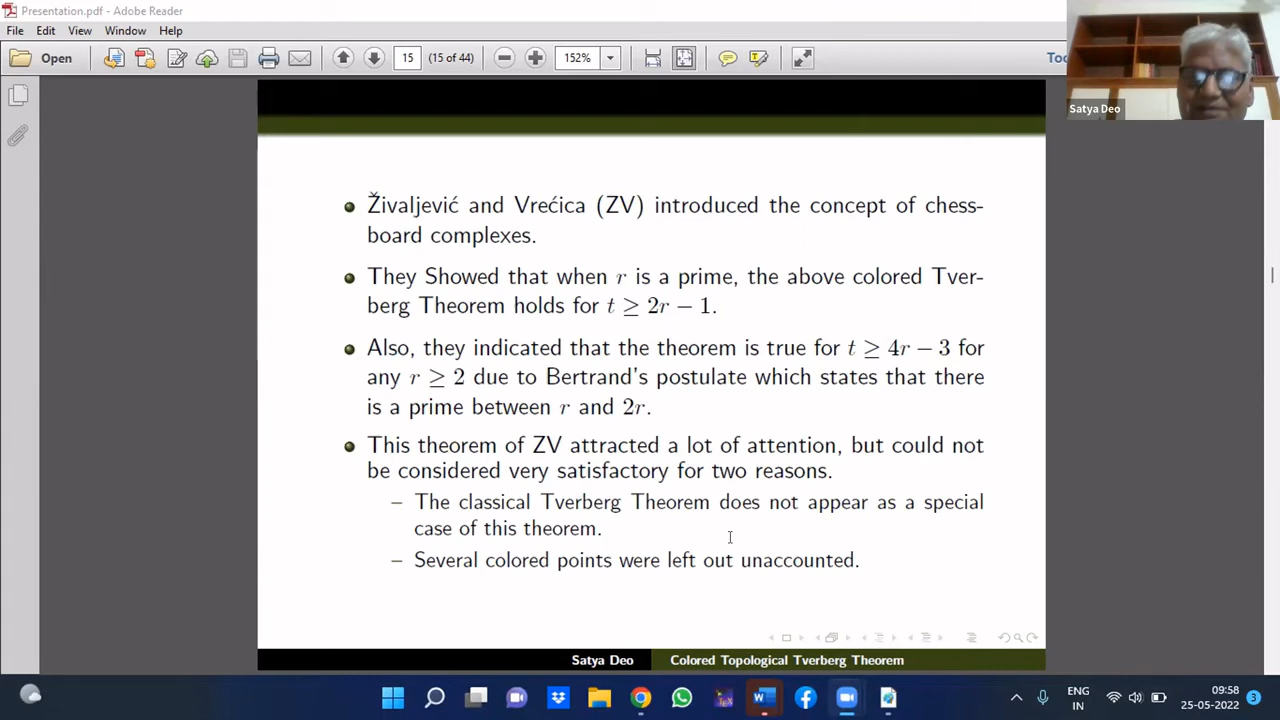 Presentation.pdf - Adobe Reader
File Edit View Window Help
Open 15 (15 of 44) 152% Too
Satya Deo
Živaljević and Vrećica (ZV) introduced the concept of chess-
board complexes.
They Showed that when r is a prime, the above colored Tver-
berg Theorem holds for t ≥ 2r − 1.
Also, they indicated that the theorem is true for t ≥ 4r − 3 for
any r ≥ 2 due to Bertrand's postulate which states that there
is a prime between r and 2r.
This theorem of ZV attracted a lot of attention, but could not
be considered very satisfactory for two reasons.
– The classical Tverberg Theorem does not appear as a special
case of this theorem.
– Several colored points were left out unaccounted.
Satya Deo Colored Topological Tverberg Theorem
ENG 09:58
IN 25-05-2022 3